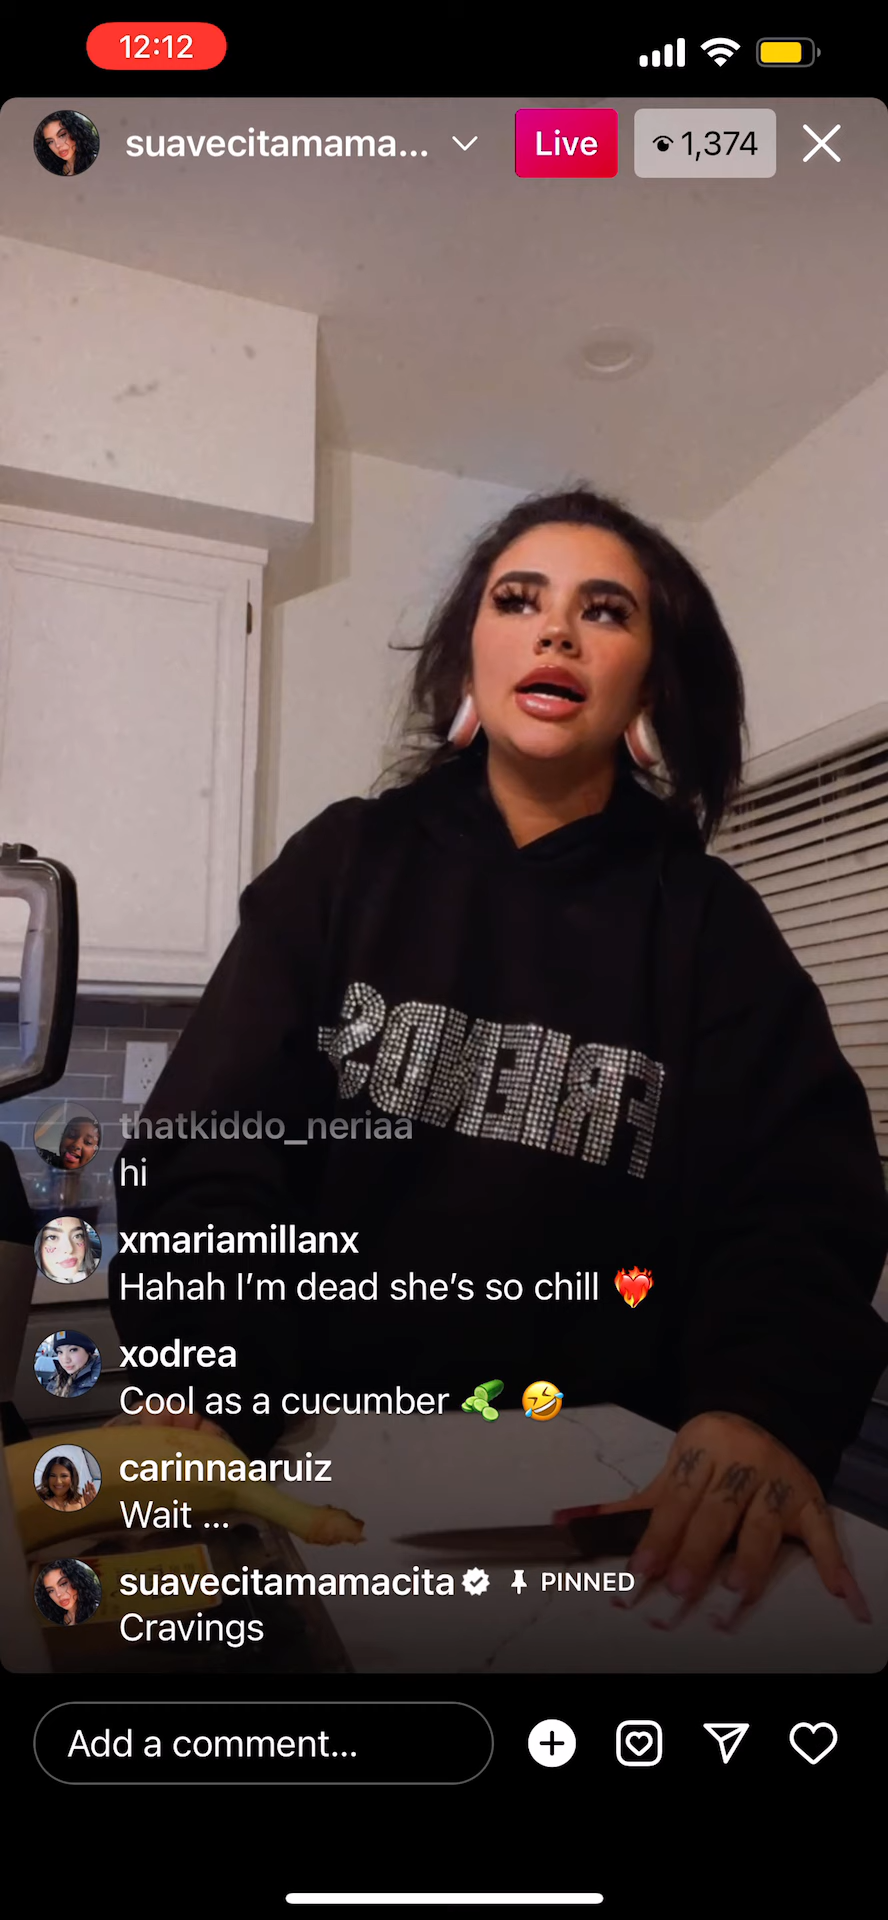 12:12
suavecitamama...
Live
1,374
FRIENDS
thatkiddo_neriaa
hi
xmariamillanx
Hahah I’m dead she’s so chill ❤️‍🔥
xodrea
Cool as a cucumber 🥒 🤣
carinnaaruiz
Wait ...
suavecitamamacita PINNED
Cravings
Add a comment...